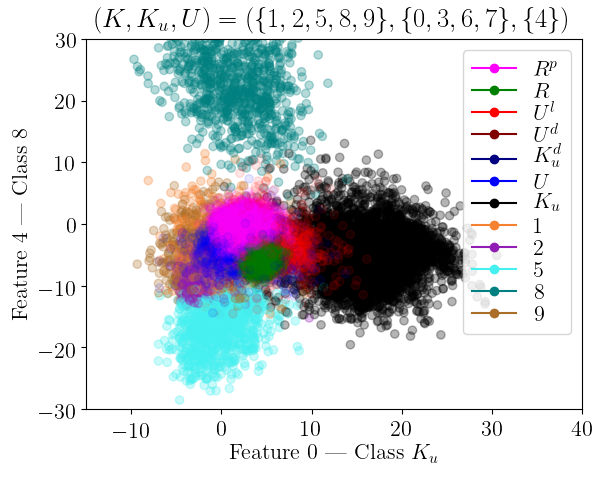 (K, K_u, U) = ({1, 2, 5, 8, 9}, {0, 3, 6, 7}, {4})
30
20
10
0
−10
−20
−30
Feature 4 — Class 8
R^p
R
U^l
U^d
K_u^d
U
K_u
1
2
5
8
9
−10
0
10
20
30
40
Feature 0 — Class K_u